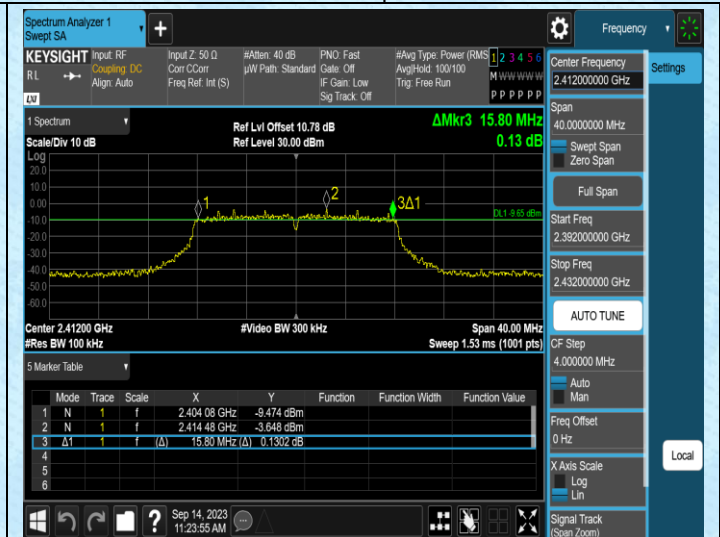 Spectrum Analyzer 1
Swept SA
Frequency
KEYSIGHT
RL
LXI
Input: RF
Coupling: DC
Align: Auto
Input Z: 50 Ω
Corr CCorr
Freq Ref: Int (S)
#Atten: 40 dB
µW Path: Standard
PNO: Fast
Gate: Off
IF Gain: Low
Sig Track: Off
#Avg Type: Power (RMS
Avg|Hold: 100/100
Trig: Free Run
1 2 3 4 5 6
M W W W W W
P P P P P P
Center Frequency
2.412000000 GHz
Settings
Span
40.0000000 MHz
Swept Span
Zero Span
Full Span
Start Freq
2.392000000 GHz
Stop Freq
2.432000000 GHz
AUTO TUNE
CF Step
4.000000 MHz
Auto
Man
Freq Offset
0 Hz
X Axis Scale
Log
Lin
Signal Track
(Span Zoom)
Local
1 Spectrum
Scale/Div 10 dB
Ref Lvl Offset 10.78 dB
Ref Level 30.00 dBm
ΔMkr3 15.80 MHz
0.13 dB
Log
20.0
10.0
0.00
-10.0
-20.0
-30.0
-40.0
-50.0
-60.0
1
2
3Δ1
DL1 -9.65 dBm
Center 2.41200 GHz
#Video BW 300 kHz
Span 40.00 MHz
#Res BW 100 kHz
Sweep 1.53 ms (1001 pts)
5 Marker Table
Mode Trace Scale X Y Function Function Width Function Value
1 N 1 f 2.404 08 GHz -9.474 dBm
2 N 1 f 2.414 48 GHz -3.648 dBm
3 Δ1 1 f (Δ) 15.80 MHz (Δ) 0.1302 dB
4
5
6
?
Sep 14, 2023
11:23:55 AM